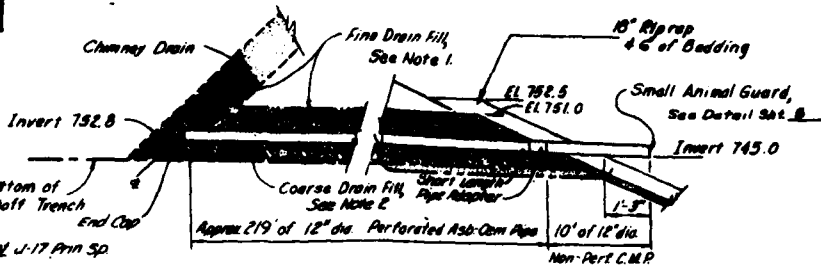 18" Riprap
& 6" of Bedding
Chimney Drain
Fine Drain Fill,
See Note 1.
El. 752.5
El. 751.0
Small Animal Guard,
See Detail Sht. 8
Invert 752.8
Invert 745.0
Bottom of
Trench
End Cap
Coarse Drain Fill,
See Note 2
Short Length
Pipe Adapter
1'-3"
Approx. 219' of 12" dia. Perforated Asb-Cem Pipe
10' of 12" dia.
Non-Perf. C.M.P.
J-17 Prin Sp.